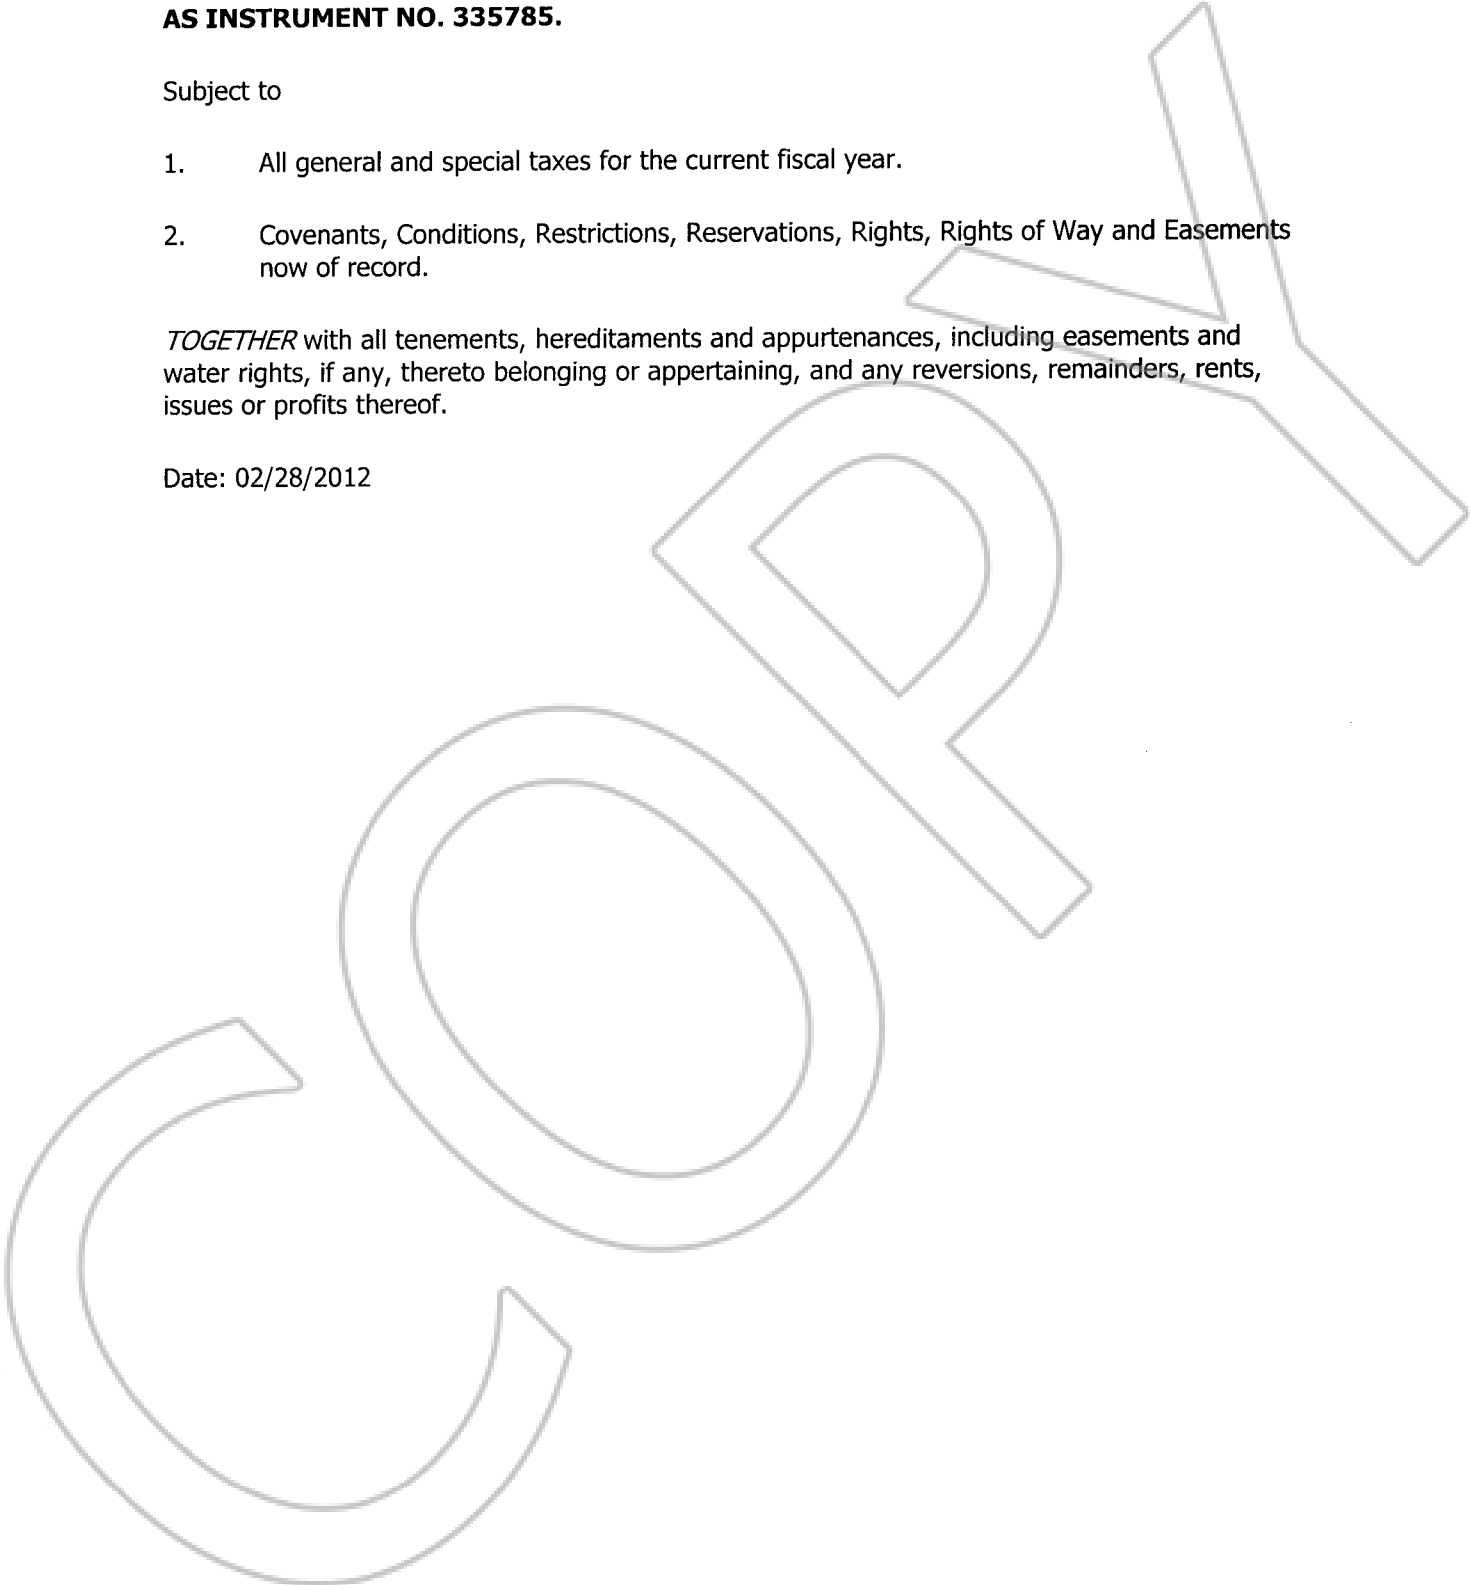 AS INSTRUMENT NO. 335785.
Subject to
1. All general and special taxes for the current fiscal year.
2. Covenants, Conditions, Restrictions, Reservations, Rights, Rights of Way and Easements
now of record.
TOGETHER with all tenements, hereditaments and appurtenances, including easements and
water rights, if any, thereto belonging or appertaining, and any reversions, remainders, rents,
issues or profits thereof.
Date: 02/28/2012
COPY